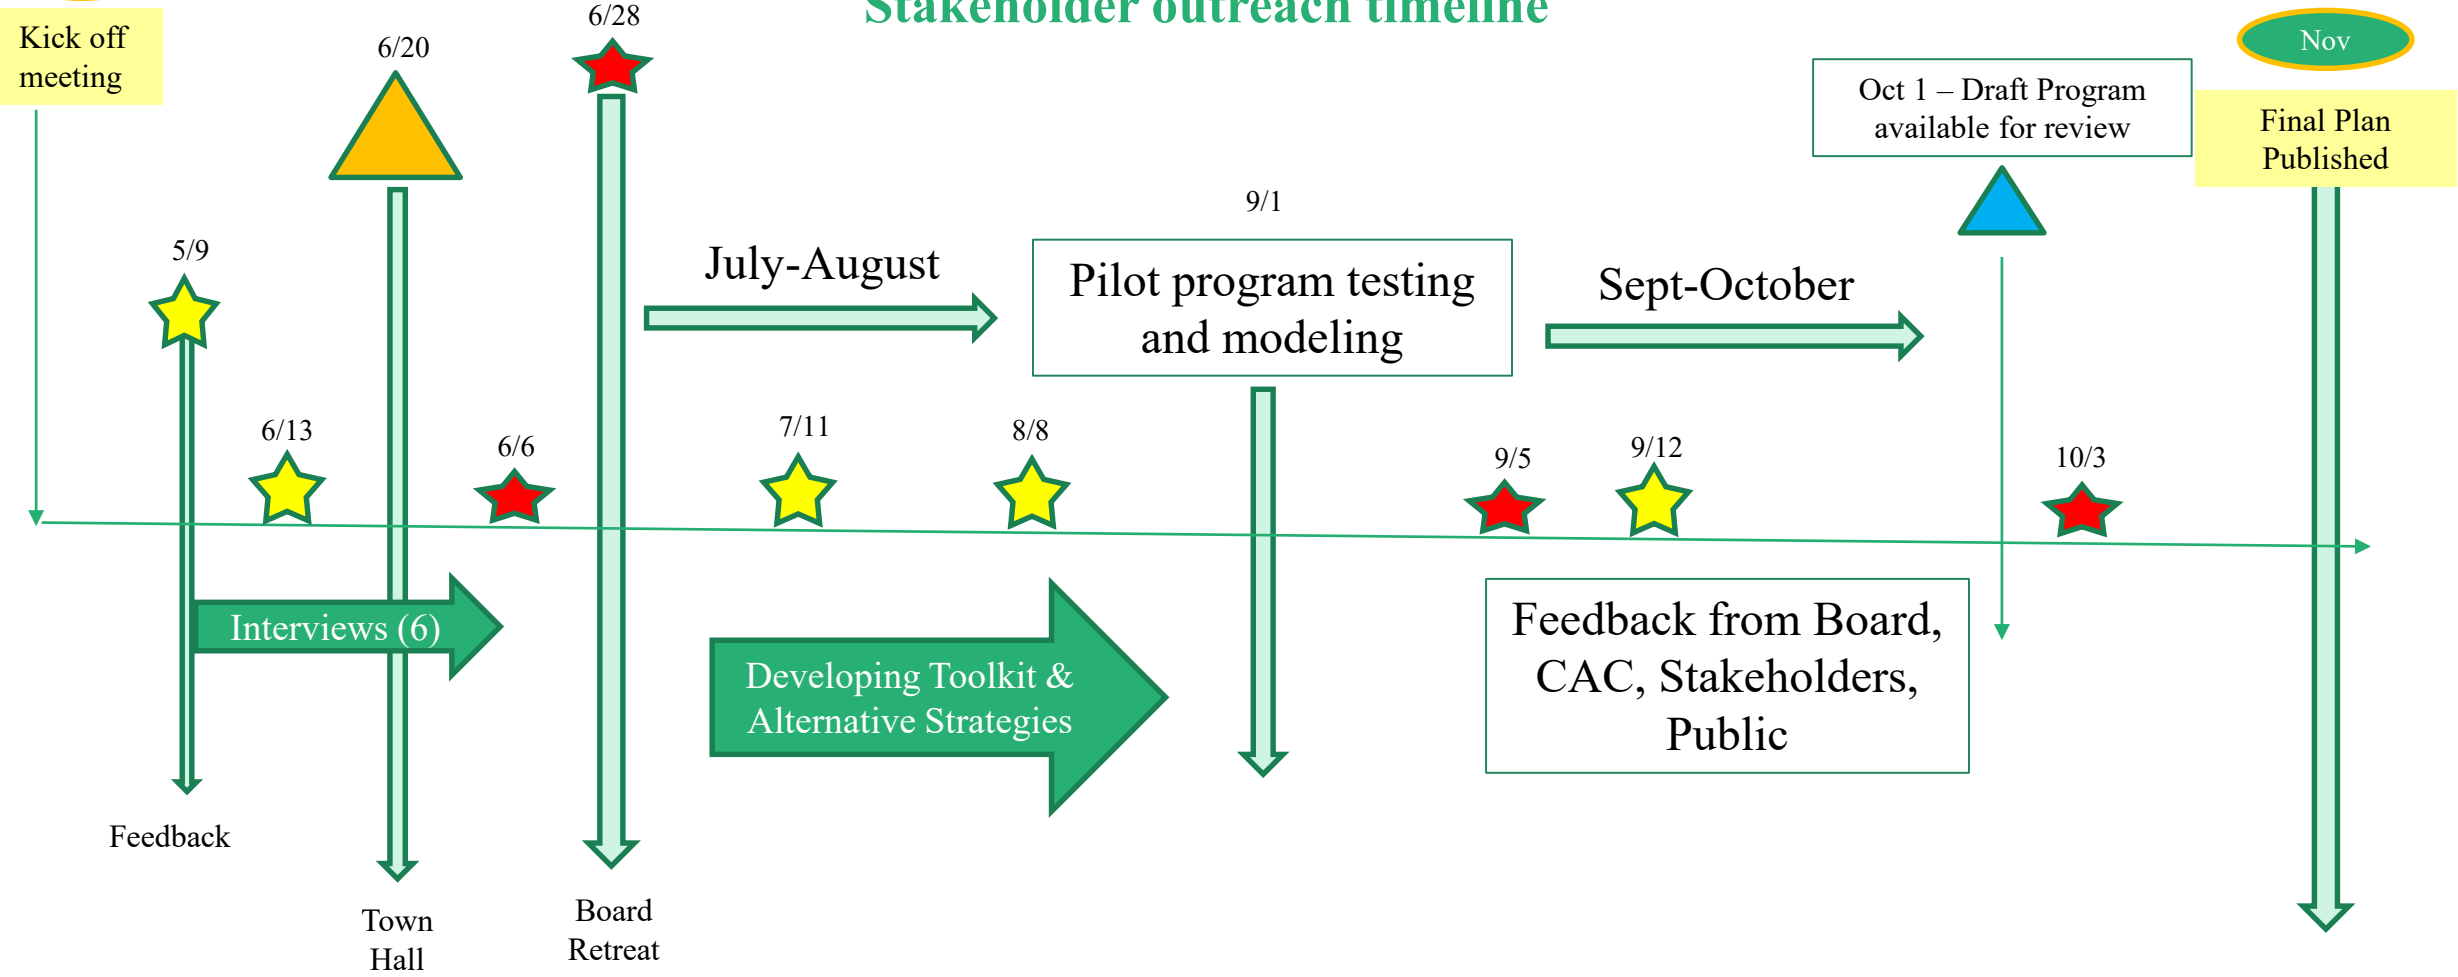 Stakeholder outreach timeline
Kick off
meeting
6/20
6/28
Nov
Oct 1 – Draft Program
available for review
Final Plan
Published
5/9
July-August
9/1
Pilot program testing
and modeling
Sept-October
6/13
6/6
7/11
8/8
9/5
9/12
10/3
Interviews (6)
Developing Toolkit &
Alternative Strategies
Feedback from Board,
CAC, Stakeholders,
Public
Feedback
Town
Hall
Board
Retreat